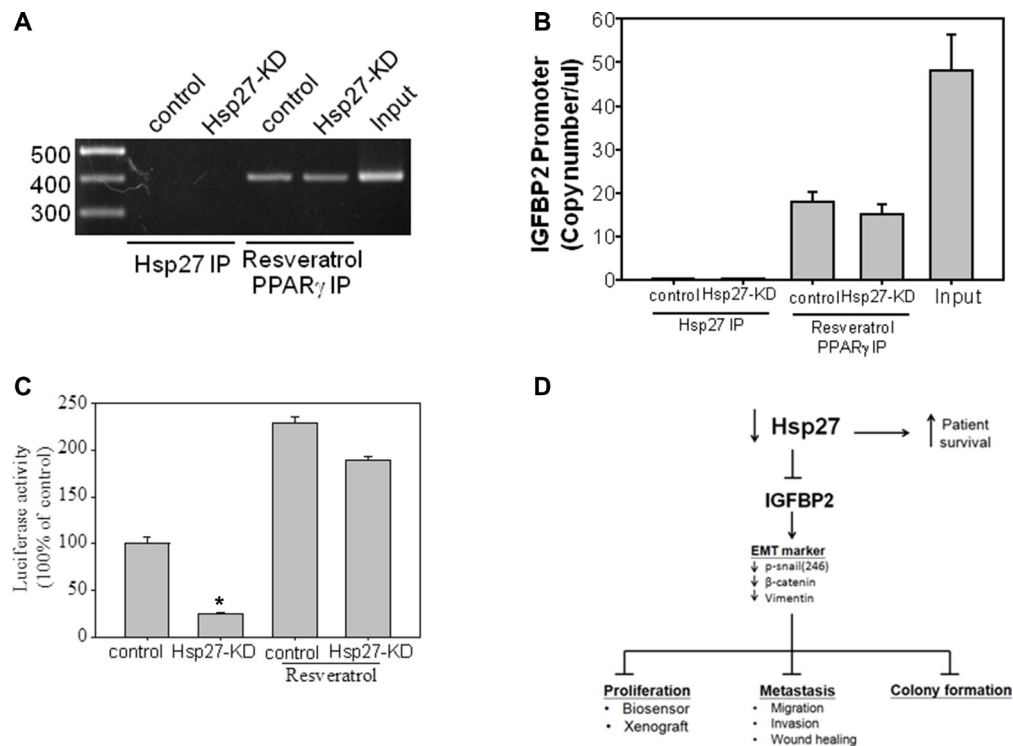 A
control
Hsp27-KD
control
Hsp27-KD
Input
500
400
300
Hsp27 IP
Resveratrol
PPARγ IP
B
IGFBP2 Promoter
(Copynumber/ul)
60
50
40
30
20
10
0
control Hsp27-KD control Hsp27-KD Input
Hsp27 IP
Resveratrol
PPARγ IP
C
Luciferase activity
(100% of control)
250
200
150
100
50
0
*
control Hsp27-KD control Hsp27-KD
Resveratrol
D
↓ Hsp27 → ↑ Patient
survival
IGFBP2
EMT marker
↓ p-snail(246)
↓ β-catenin
↓ Vimentin
Proliferation
• Biosensor
• Xenograft
Metastasis
• Migration
• Invasion
• Wound healing
Colony formation